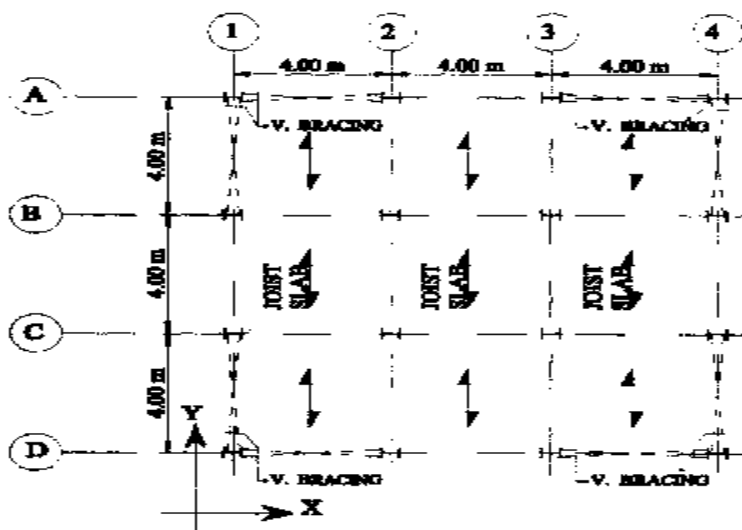 1 2 3 4
4.00 m 4.00 m 4.00 m
A
V. BRACING V. BRACING
4.00 m
B
4.00 m
JOIST SLAB JOIST SLAB JOIST SLAB
C
4.00 m
Y
D
V. BRACING V. BRACING
X